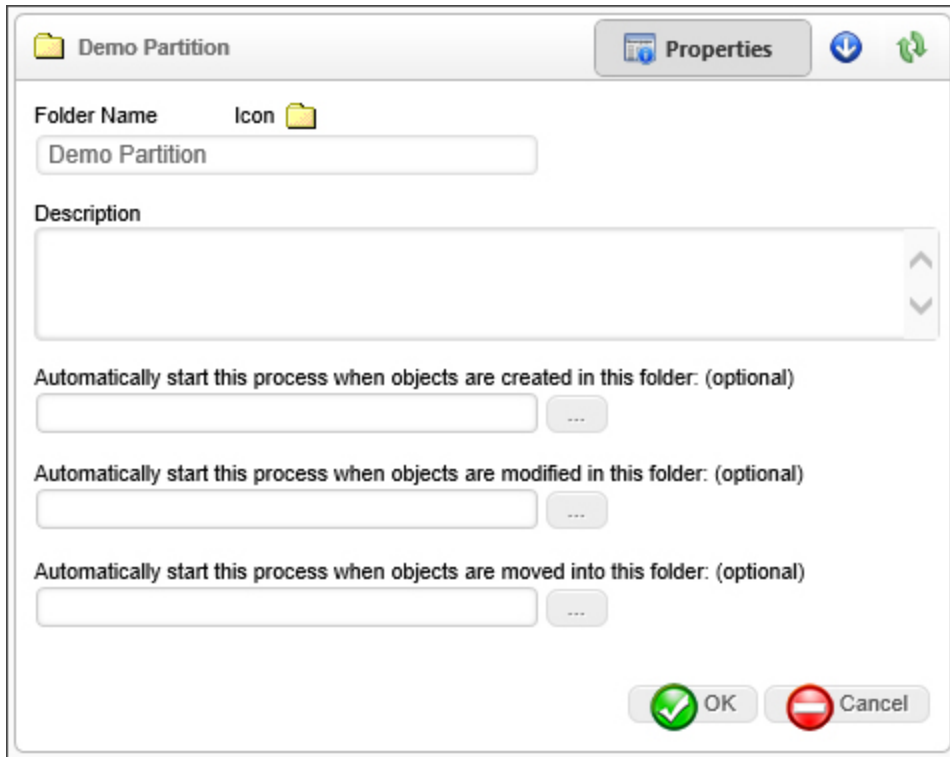 Demo Partition
Properties
Folder Name
Icon
Demo Partition
Description
Automatically start this process when objects are created in this folder: (optional)
...
Automatically start this process when objects are modified in this folder: (optional)
...
Automatically start this process when objects are moved into this folder: (optional)
...
OK
Cancel